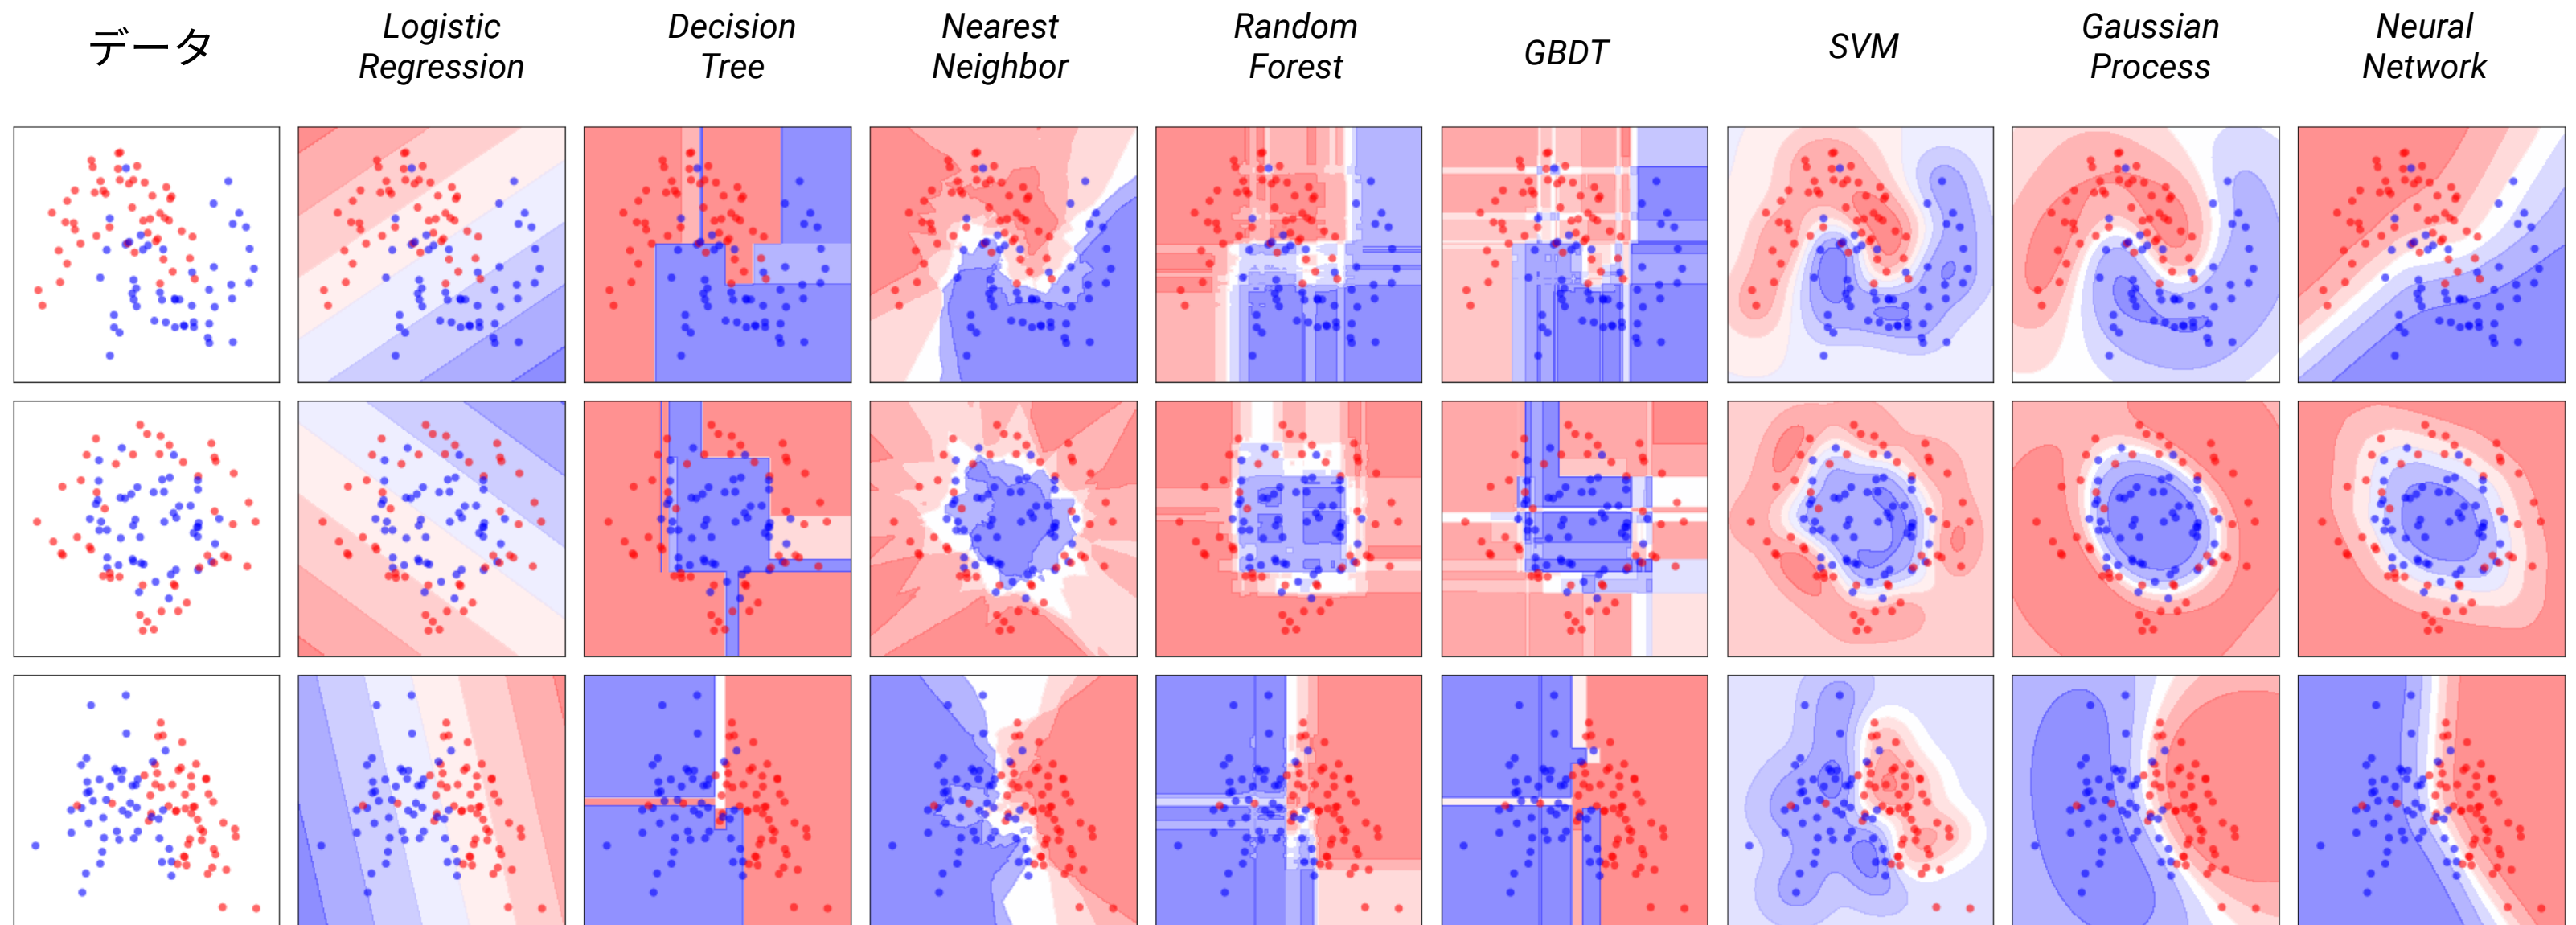 データ
Logistic
Regression
Decision
Tree
Nearest
Neighbor
Random
Forest
GBDT
SVM
Gaussian
Process
Neural
Network